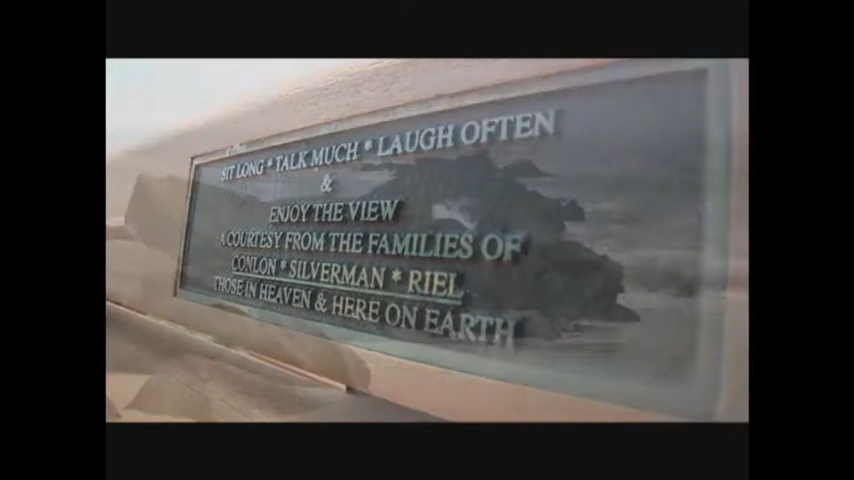 SIT LONG * TALK MUCH * LAUGH OFTEN
&
ENJOY THE VIEW
A COURTESY FROM THE FAMILIES OF
CONLON * SILVERMAN * RIEL
THOSE IN HEAVEN & HERE ON EARTH